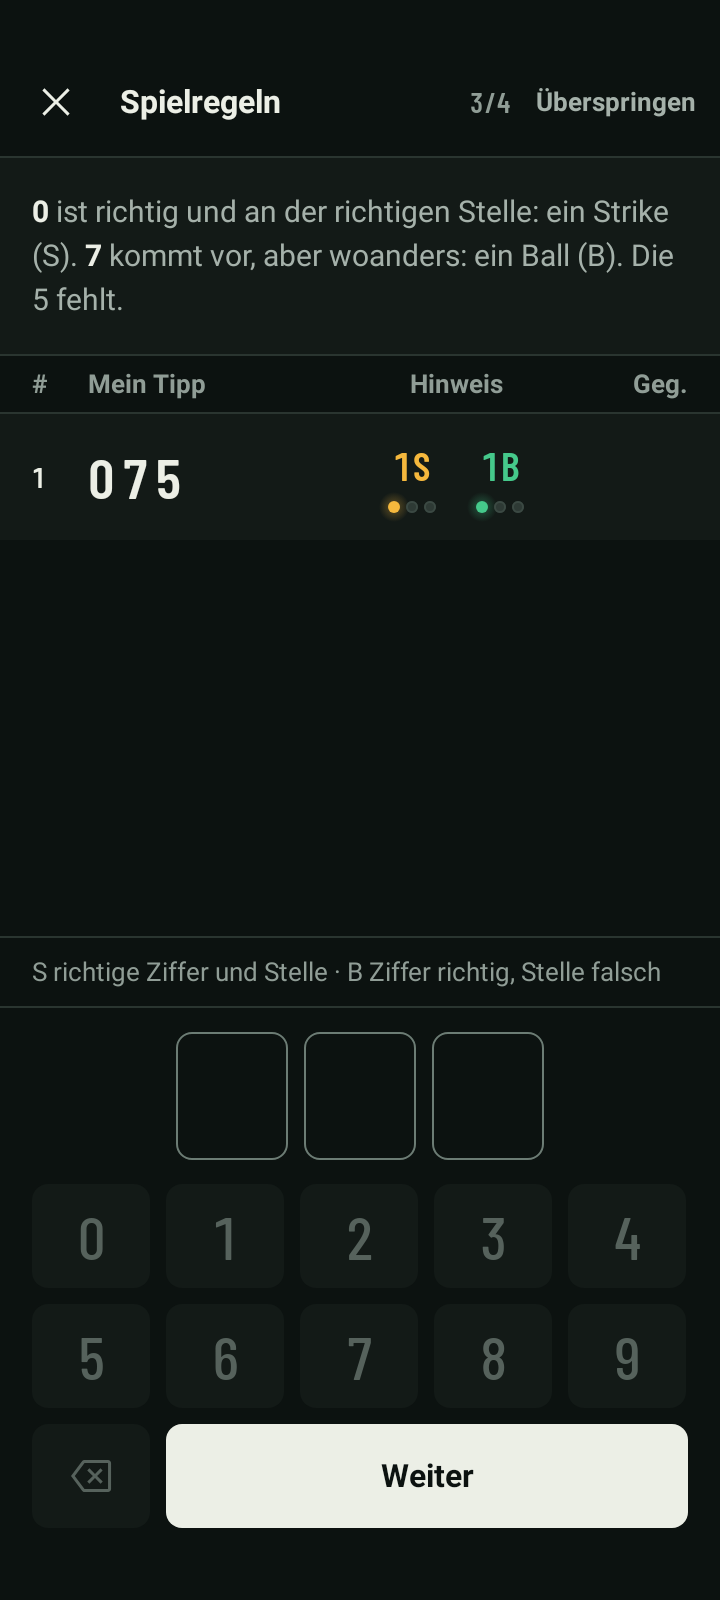 Spielregeln 3/4 Überspringen
0 ist richtig und an der richtigen Stelle: ein Strike
(S). 7 kommt vor, aber woanders: ein Ball (B). Die
5 fehlt.
# Mein Tipp Hinweis Geg.
1 075 1S 1B
S richtige Ziffer und Stelle · B Ziffer richtig, Stelle falsch
0 1 2 3 4
5 6 7 8 9
Weiter